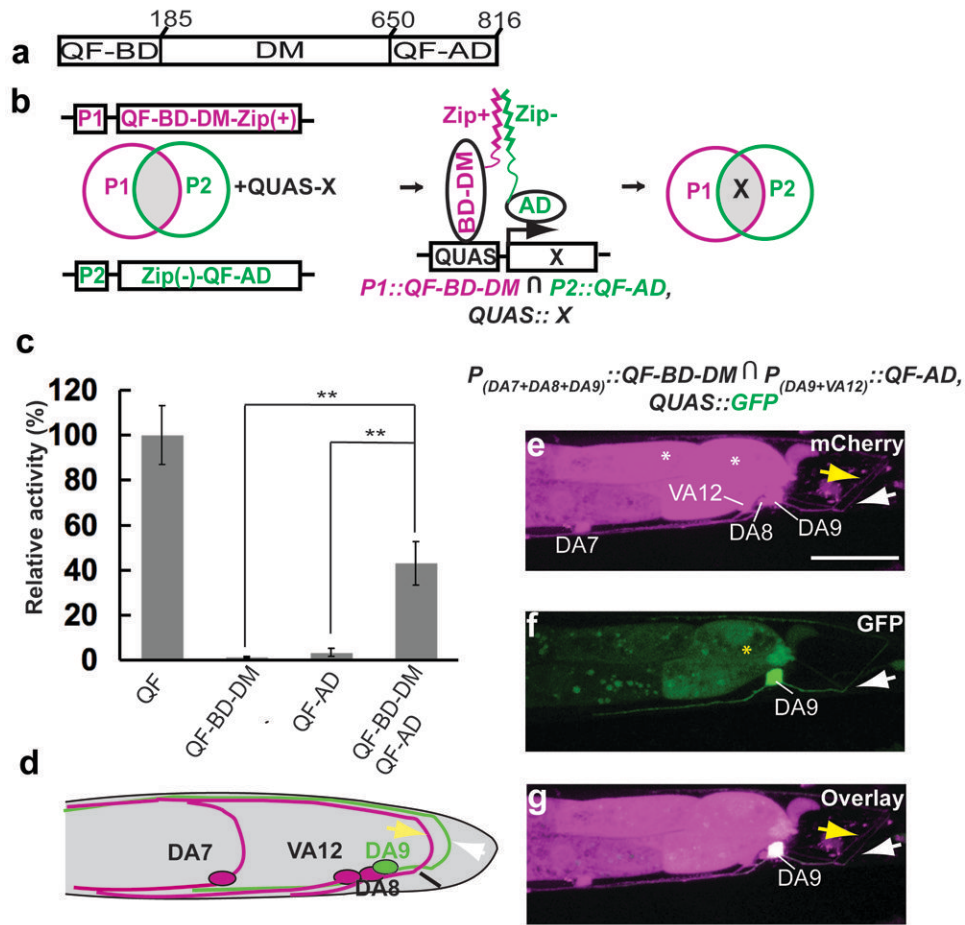 a
185
650
816
QF-BD
DM
QF-AD
b
P1
QF-BD-DM-Zip(+)
P1
P2
+QUAS-X
P2
Zip(-)-QF-AD
Zip+
Zip-
BD-DM
AD
QUAS
X
P1::QF-BD-DM ∩ P2::QF-AD,
QUAS:: X
P1
X
P2
c
Relative activity (%)
120
100
80
60
40
20
0
**
**
QF
QF-BD-DM
QF-AD
QF-BD-DM
QF-AD
d
DA7
VA12
DA9
DA8
P(DA7+DA8+DA9)::QF-BD-DM ∩ P(DA9+VA12)::QF-AD,
QUAS::GFP
e
mCherry
*
*
VA12
DA8
DA9
DA7
f
GFP
*
DA9
g
Overlay
DA9